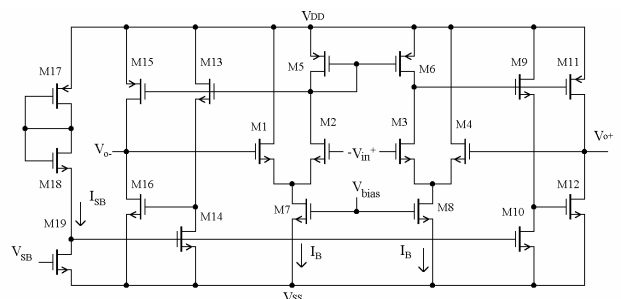 VDD
M17
M15
M13
M5
M6
M9
M11
M1
M2
M3
M4
Vo-
-Vin+
Vo+
M18
M16
ISB
Vbias
M12
M7
M8
M10
M19
M14
IB
IB
VSB
Vss